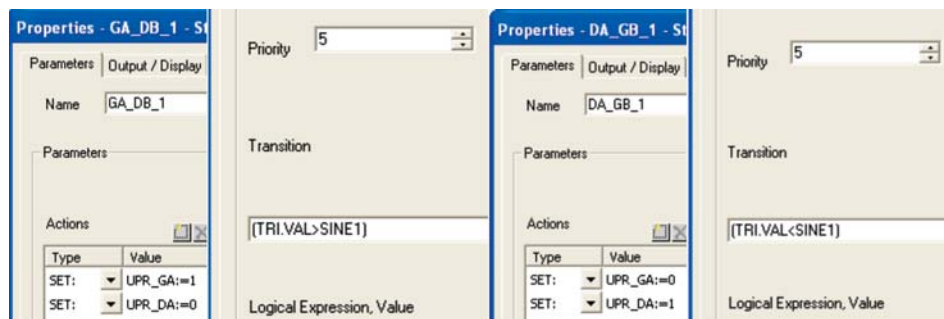 Properties - GA_DB_1 - St
Parameters
Output / Display
Name
GA_DB_1
Parameters
Actions
Type
Value
SET:
UPR_GA:=1
SET:
UPR_DA:=0
Priority
5
Transition
(TRI.VAL>SINE1)
Logical Expression, Value
Properties - DA_GB_1 - St
Parameters
Output / Display
Name
DA_GB_1
Parameters
Actions
Type
Value
SET:
UPR_GA:=0
SET:
UPR_DA:=1
Priority
5
Transition
(TRI.VAL<SINE1)
Logical Expression, Value